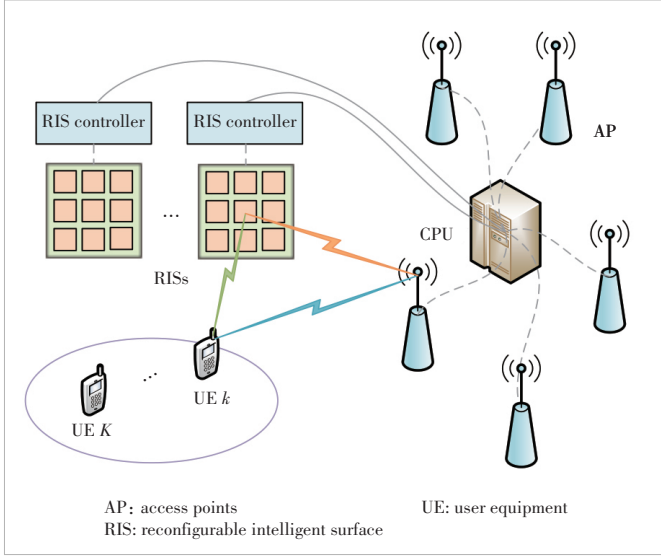 RIS controller
RIS controller
AP
...
CPU
RISs
...
UE k
UE K
AP: access points
UE: user equipment
RIS: reconfigurable intelligent surface